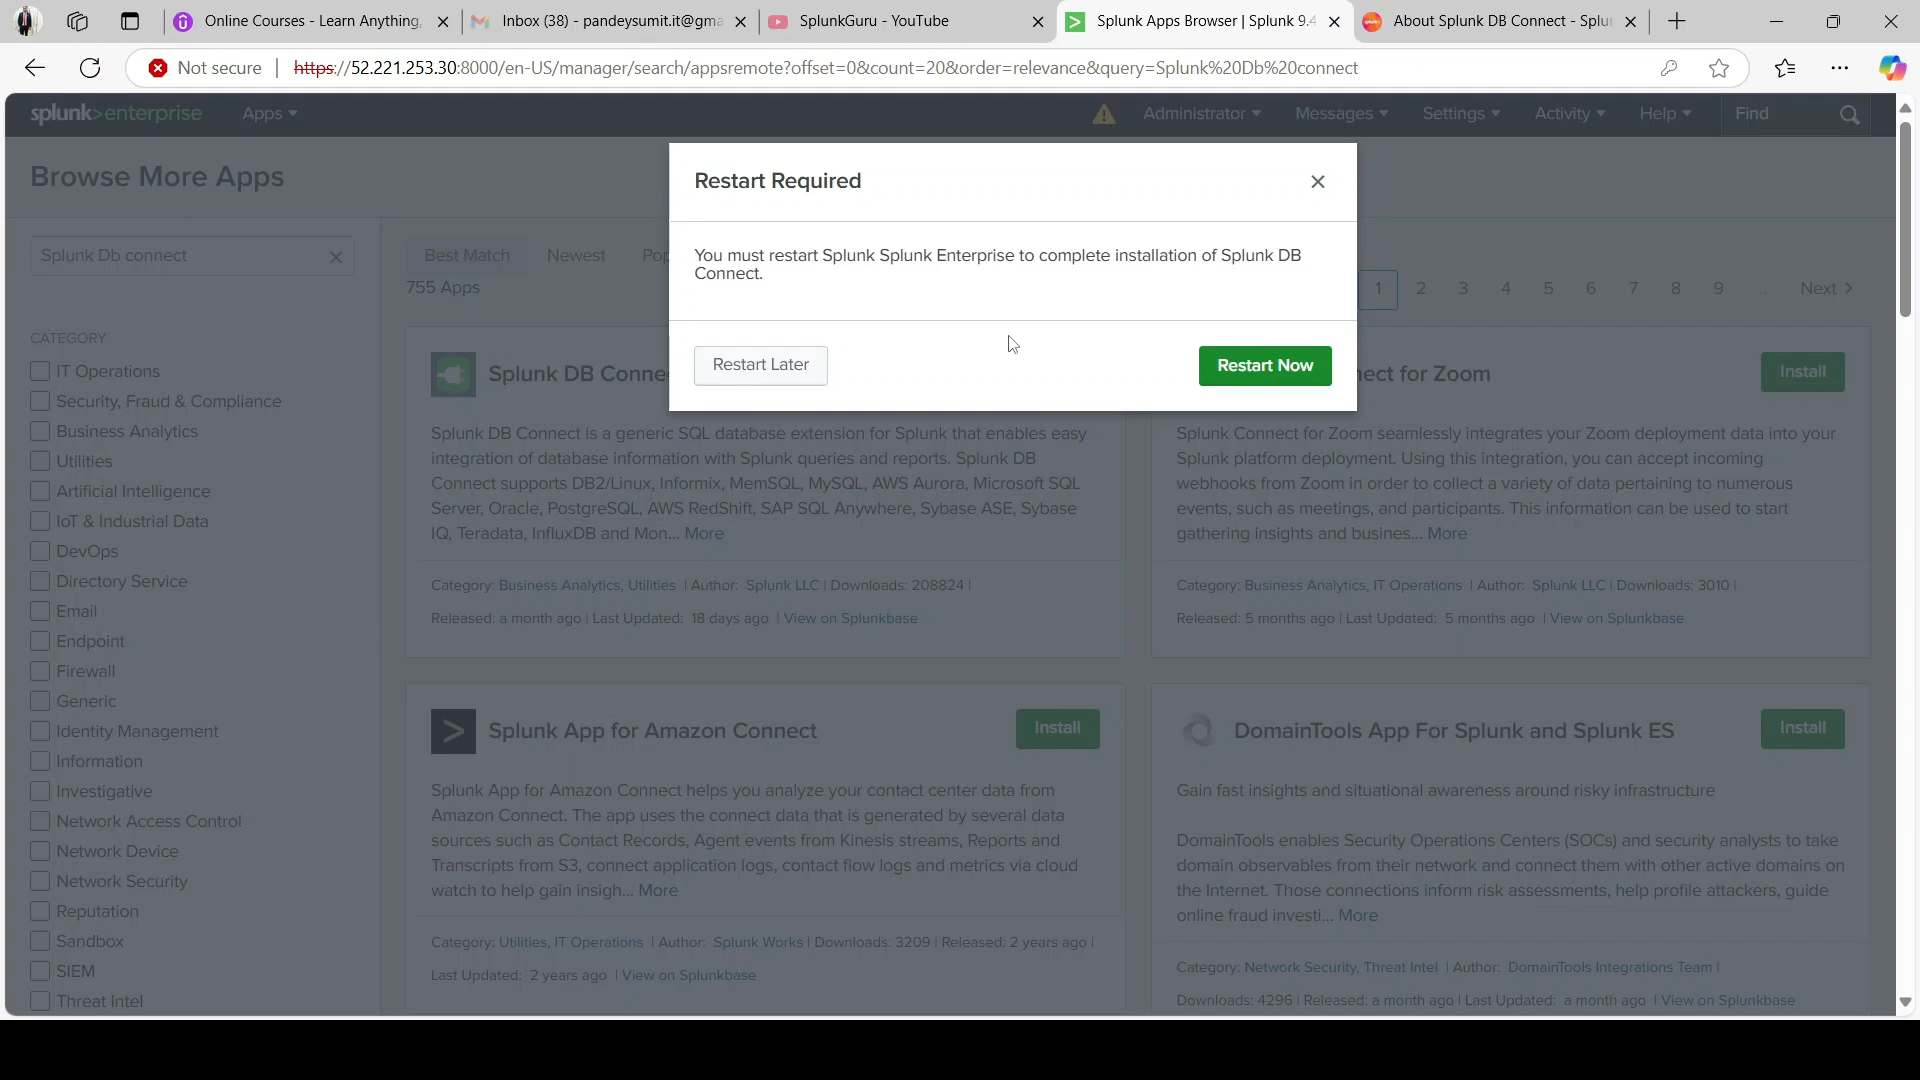 Online Courses - Learn Anything,
Inbox (38) - pandeysumit.it@gma
SplunkGuru - YouTube
Splunk Apps Browser | Splunk 9.4
About Splunk DB Connect - Splun
Not secure
https://52.221.253.30:8000/en-US/manager/search/appsremote?offset=0&count=20&order=relevance&query=Splunk%20Db%20connect
splunk>enterprise
Apps
Administrator
Messages
Settings
Activity
Help
Find
Browse More Apps
Restart Required
You must restart Splunk Splunk Enterprise to complete installation of Splunk DB
Connect.
Restart Later
Restart Now
Splunk Db connect
Best Match
Newest
Pop
755 Apps
1 2 3 4 5 6 7 8 9 ... Next >
CATEGORY
IT Operations
Security, Fraud & Compliance
Business Analytics
Utilities
Artificial Intelligence
IoT & Industrial Data
DevOps
Directory Service
Email
Endpoint
Firewall
Generic
Identity Management
Information
Investigative
Network Access Control
Network Device
Network Security
Reputation
Sandbox
SIEM
Threat Intel
Splunk DB Conne
Splunk DB Connect is a generic SQL database extension for Splunk that enables easy
integration of database information with Splunk queries and reports. Splunk DB
Connect supports DB2/Linux, Informix, MemSQL, MySQL, AWS Aurora, Microsoft SQL
Server, Oracle, PostgreSQL, AWS RedShift, SAP SQL Anywhere, Sybase ASE, Sybase
IQ, Teradata, InfluxDB and Mon... More
Category: Business Analytics, Utilities | Author: Splunk LLC | Downloads: 208824 |
Released: a month ago | Last Updated: 18 days ago | View on Splunkbase
nect for Zoom
Install
Splunk Connect for Zoom seamlessly integrates your Zoom deployment data into your
Splunk platform deployment. Using this integration, you can accept incoming
webhooks from Zoom in order to collect a variety of data pertaining to numerous
events, such as meetings, and participants. This information can be used to start
gathering insights and busines... More
Category: Business Analytics, IT Operations | Author: Splunk LLC | Downloads: 3010 |
Released: 5 months ago | Last Updated: 5 months ago | View on Splunkbase
Splunk App for Amazon Connect
Install
Splunk App for Amazon Connect helps you analyze your contact center data from
Amazon Connect. The app uses the connect data that is generated by several data
sources such as Contact Records, Agent events from Kinesis streams, Reports and
Transcripts from S3, connect application logs, contact flow logs and metrics via cloud
watch to help gain insigh... More
Category: Utilities, IT Operations | Author: Splunk Works | Downloads: 3209 | Released: 2 years ago |
Last Updated: 2 years ago | View on Splunkbase
DomainTools App For Splunk and Splunk ES
Install
Gain fast insights and situational awareness around risky infrastructure
DomainTools enables Security Operations Centers (SOCs) and security analysts to take
domain observables from their network and connect them with other active domains on
the Internet. Those connections inform risk assessments, help profile attackers, guide
online fraud investi... More
Category: Network Security, Threat Intel | Author: DomainTools Integrations Team |
Downloads: 4296 | Released: a month ago | Last Updated: a month ago | View on Splunkbase